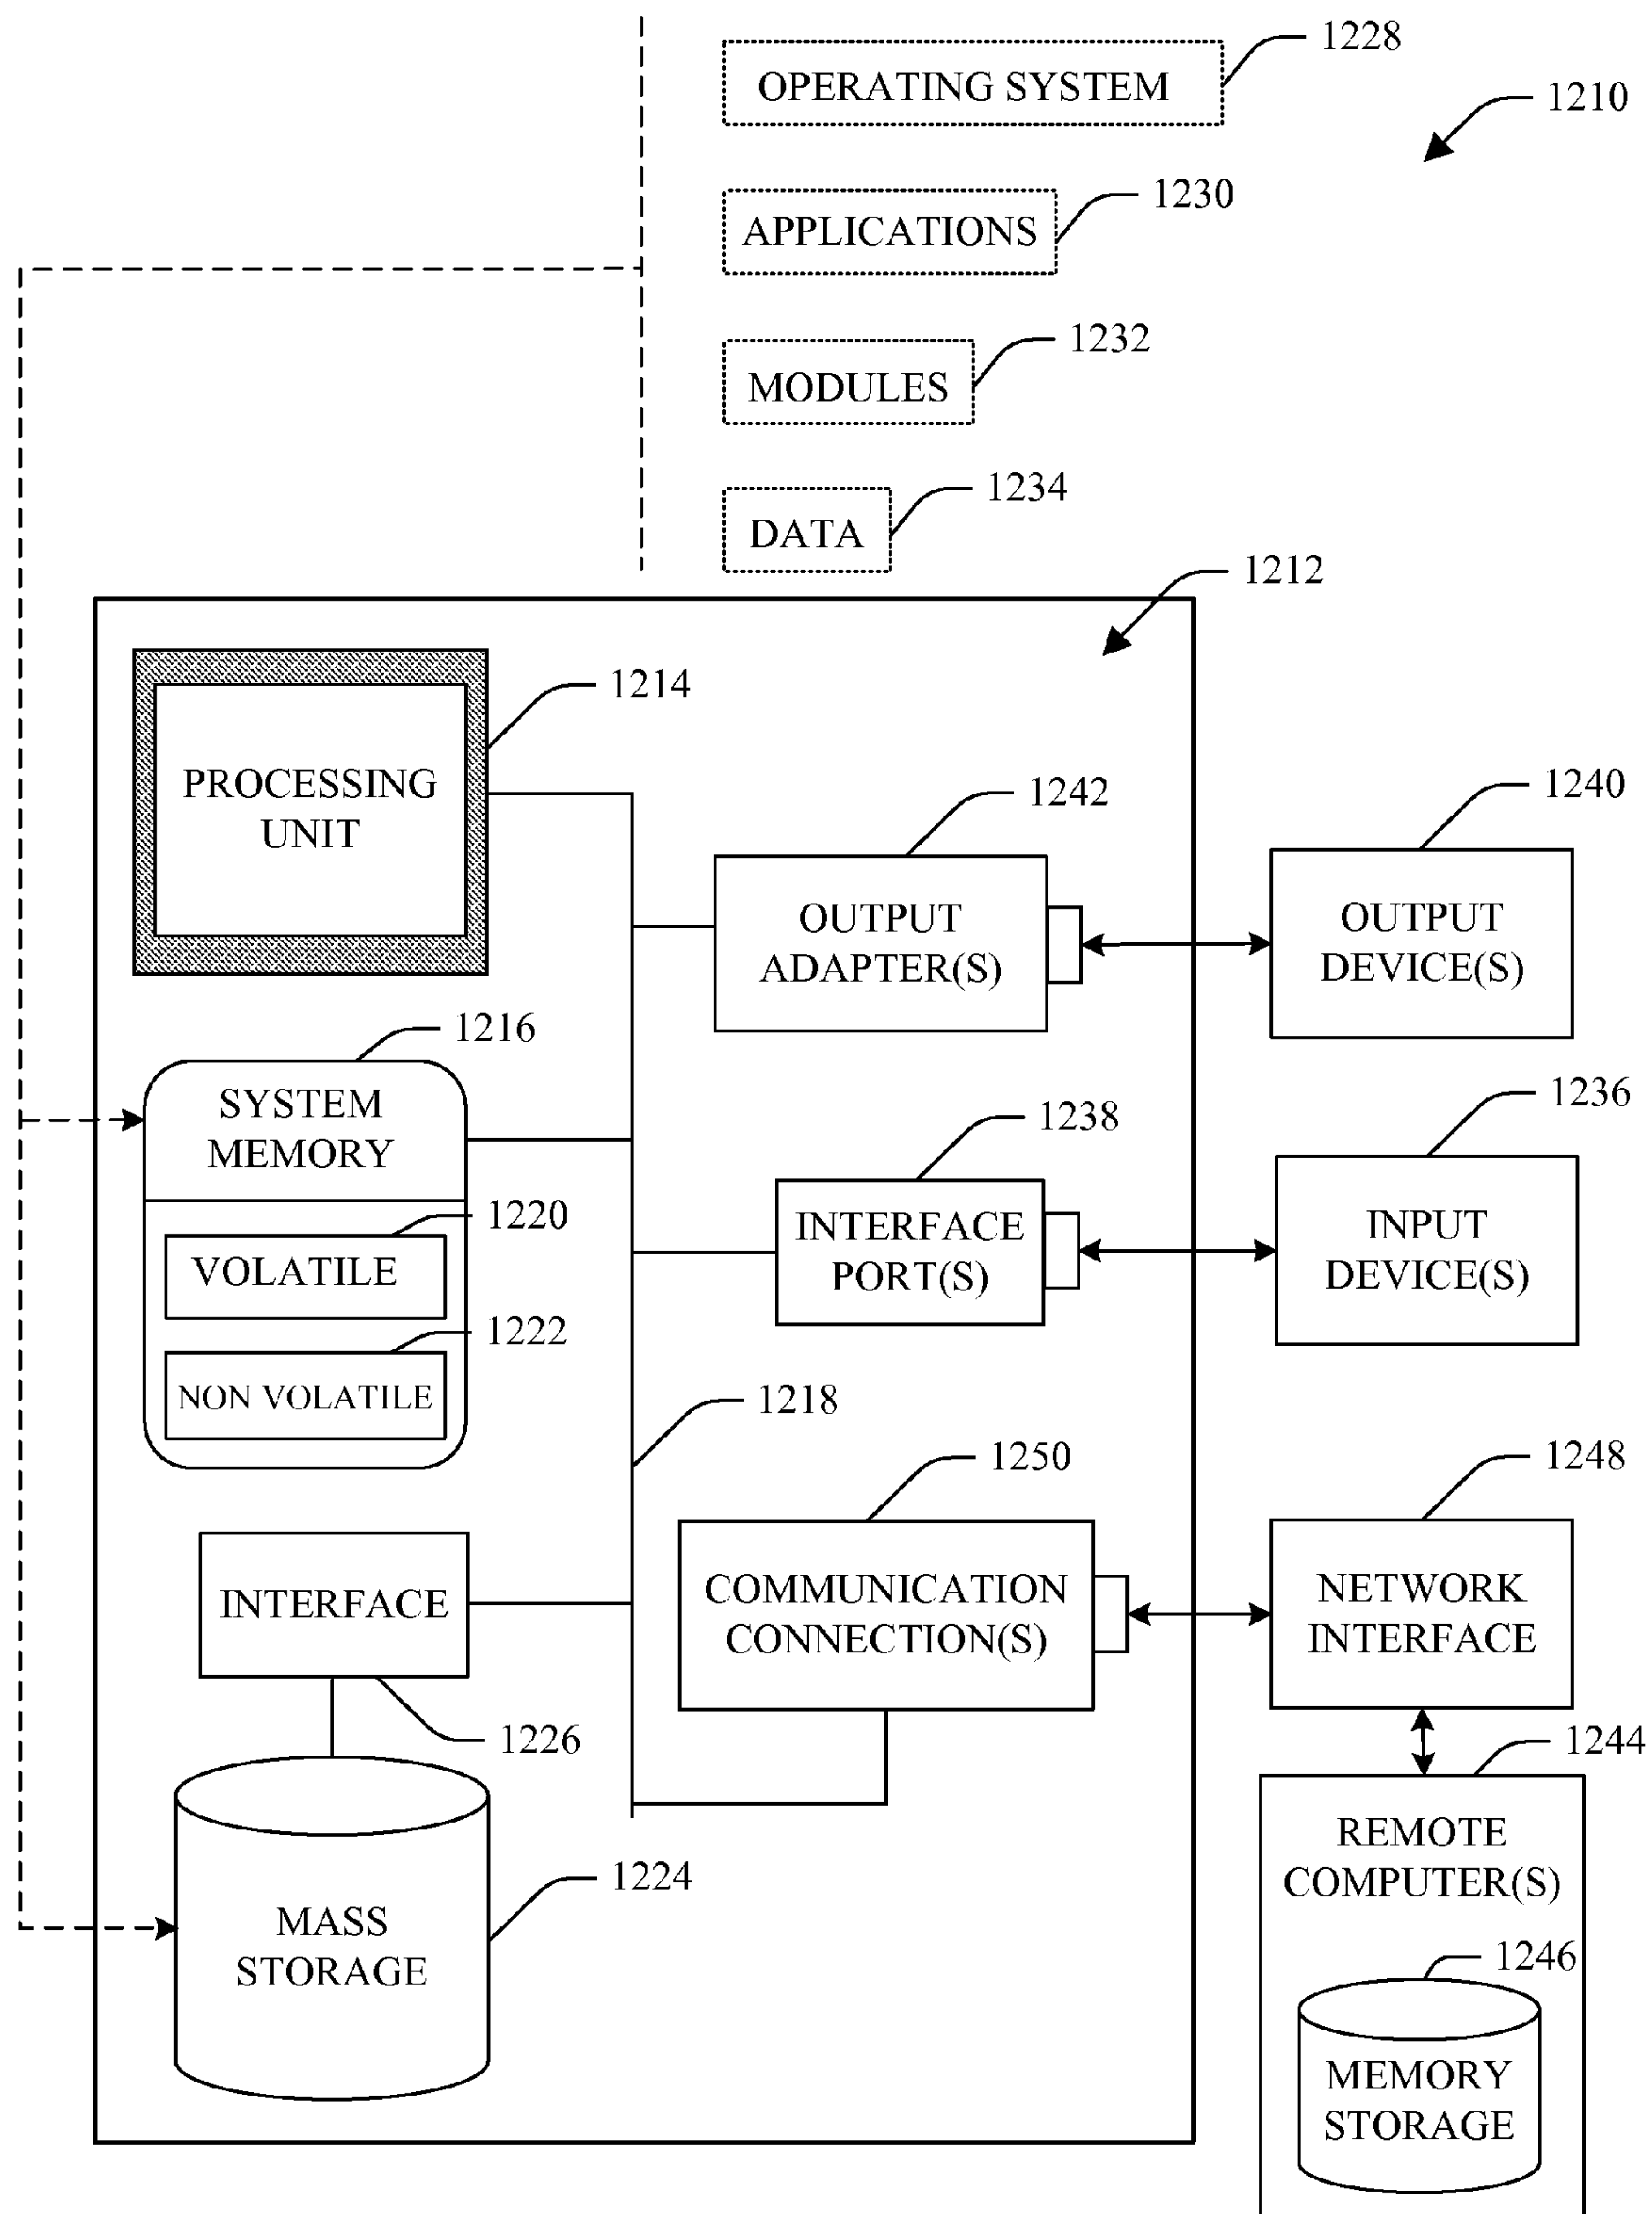 1228
OPERATING SYSTEM
1210
1230
APPLICATIONS
1232
MODULES
1234
DATA
1212
1214
PROCESSING
UNIT
1242
OUTPUT
ADAPTER(S)
1240
OUTPUT
DEVICE(S)
1216
SYSTEM
MEMORY
1220
VOLATILE
1222
NON VOLATILE
1238
INTERFACE
PORT(S)
1236
INPUT
DEVICE(S)
1218
1250
COMMUNICATION
CONNECTION(S)
1248
NETWORK
INTERFACE
INTERFACE
1226
1244
REMOTE
COMPUTER(S)
1224
MASS
STORAGE
1246
MEMORY
STORAGE